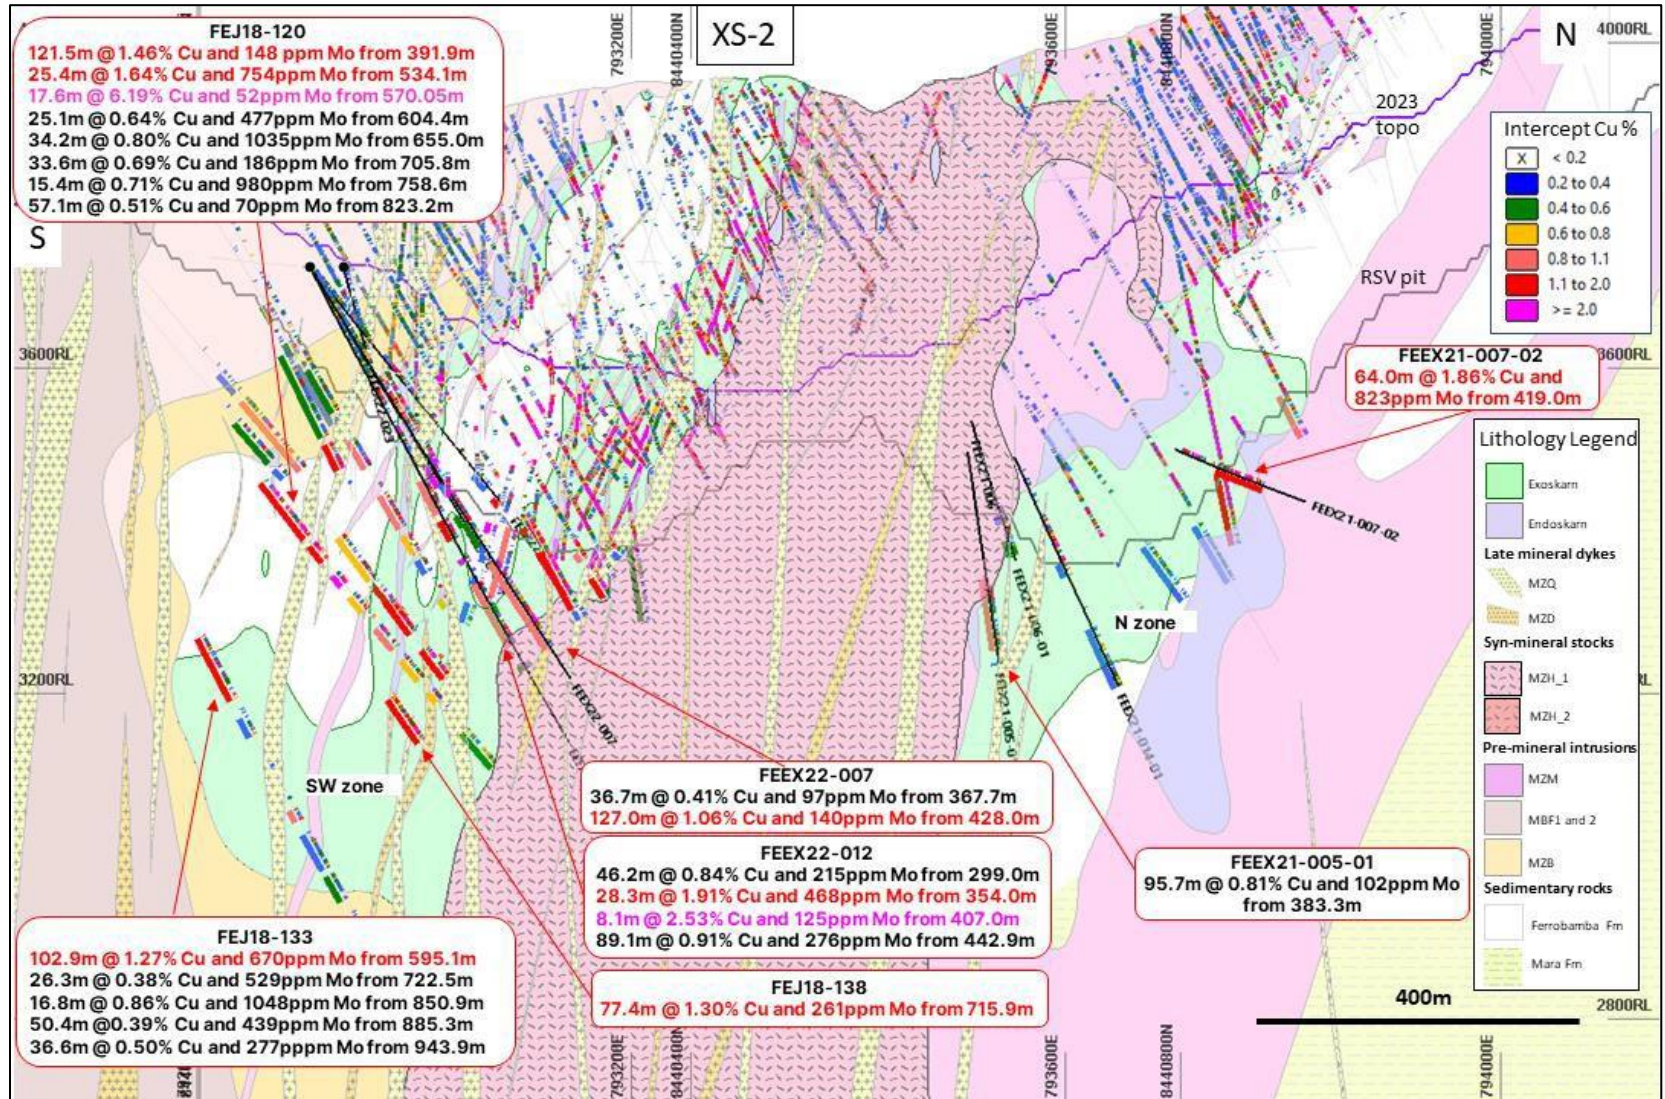 FEJ18-120
121.5m @ 1.46% Cu and 148 ppm Mo from 391.9m
25.4m @ 1.64% Cu and 754ppm Mo from 534.1m
17.6m @ 6.19% Cu and 52ppm Mo from 570.05m
25.1m @ 0.64% Cu and 477ppm Mo from 604.4m
34.2m @ 0.80% Cu and 1035ppm Mo from 655.0m
33.6m @ 0.69% Cu and 186ppm Mo from 705.8m
15.4m @ 0.71% Cu and 980ppm Mo from 758.6m
57.1m @ 0.51% Cu and 70ppm Mo from 823.2m
S
793200E
8440400N
XS-2
793600E
8440800N
794000E
N
4000RL
2023
topo
Intercept Cu %
X < 0.2
0.2 to 0.4
0.4 to 0.6
0.6 to 0.8
0.8 to 1.1
1.1 to 2.0
>= 2.0
RSV pit
3600RL
3600RL
FEEX21-007-02
64.0m @ 1.86% Cu and
823ppm Mo from 419.0m
FEEX21-007-02
FEEX21-006
FEEX21-006-01
N zone
FEEX21-014-01
3200RL
FEEX22-007
SW zone
Lithology Legend
Exoskarn
Endoskarn
Late mineral dykes
MZQ
MZD
Syn-mineral stocks
MZH_1
MZH_2
Pre-mineral intrusions
MZM
MBF1 and 2
MZB
Sedimentary rocks
Ferrobamba Fm
Mara Fm
FEEX22-007
36.7m @ 0.41% Cu and 97ppm Mo from 367.7m
127.0m @ 1.06% Cu and 140ppm Mo from 428.0m
FEEX22-012
46.2m @ 0.84% Cu and 215ppm Mo from 299.0m
28.3m @ 1.91% Cu and 468ppm Mo from 354.0m
8.1m @ 2.53% Cu and 125ppm Mo from 407.0m
89.1m @ 0.91% Cu and 276ppm Mo from 442.9m
FEEX21-005-01
95.7m @ 0.81% Cu and 102ppm Mo
from 383.3m
FEJ18-133
102.9m @ 1.27% Cu and 670ppm Mo from 595.1m
26.3m @ 0.38% Cu and 529ppm Mo from 722.5m
16.8m @ 0.86% Cu and 1048ppm Mo from 850.9m
50.4m @0.39% Cu and 439ppm Mo from 885.3m
36.6m @ 0.50% Cu and 277pppm Mo from 943.9m
FEJ18-138
77.4m @ 1.30% Cu and 261ppm Mo from 715.9m
400m
2800RL
793200E
8440400N
793600E
8440800N
794000E